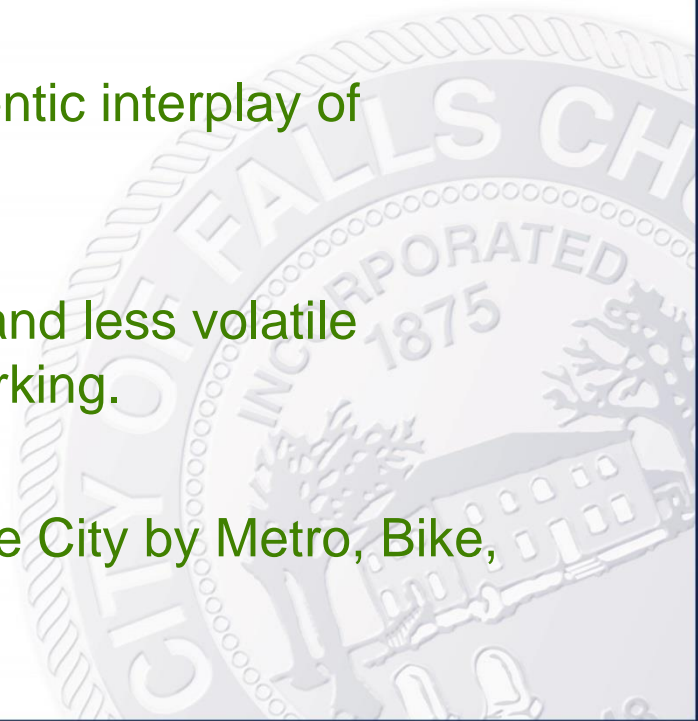 ntic interplay of
and less volatile
rking.
e City by Metro, Bike,
CITY OF FALLS CH
INCORPORATED
1875